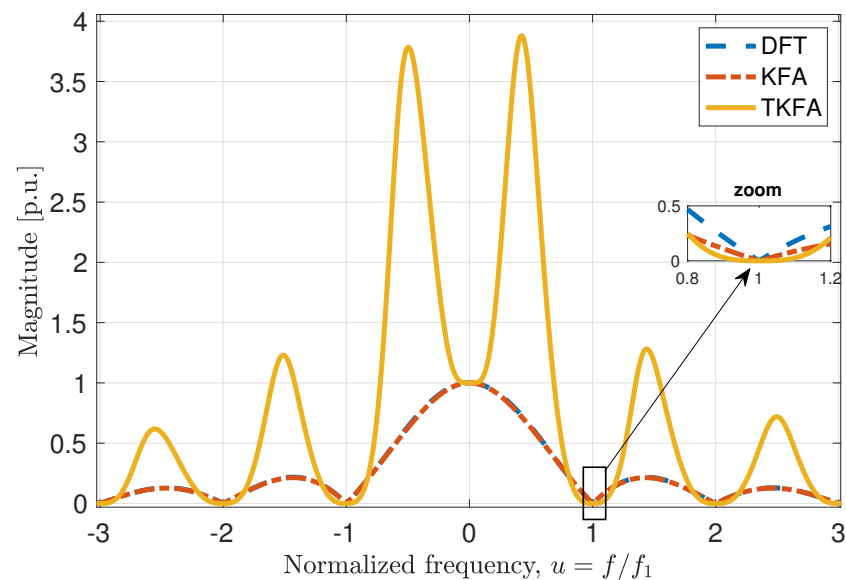 4
3.5
3
2.5
2
1.5
1
0.5
0
Magnitude [p.u.]
DFT
KFA
TKFA
zoom
0.5
0
0.8 1 1.2
-3 -2 -1 0 1 2 3
Normalized frequency, u = f/f₁